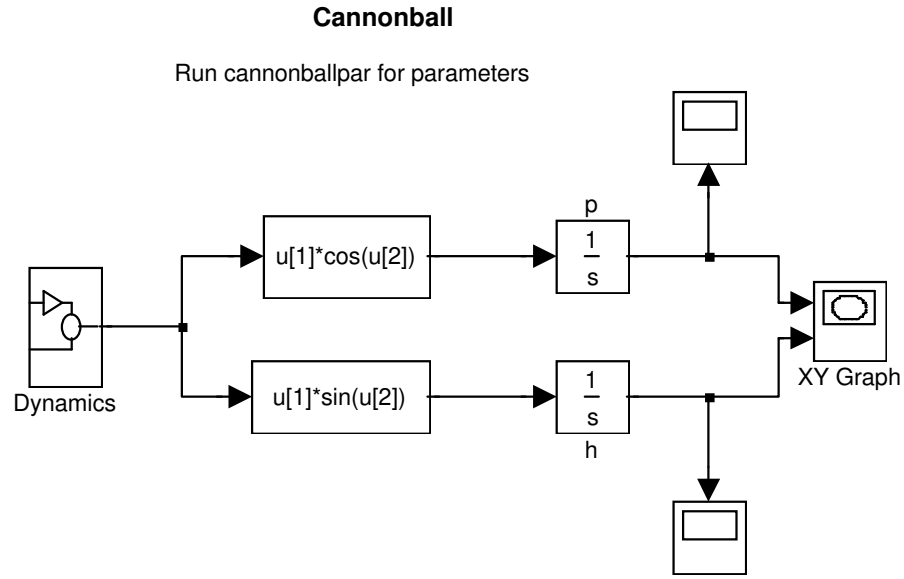 Cannonball
Run cannonballpar for parameters
p
u[1]*cos(u[2])
1
s
Dynamics
u[1]*sin(u[2])
1
s
h
XY Graph